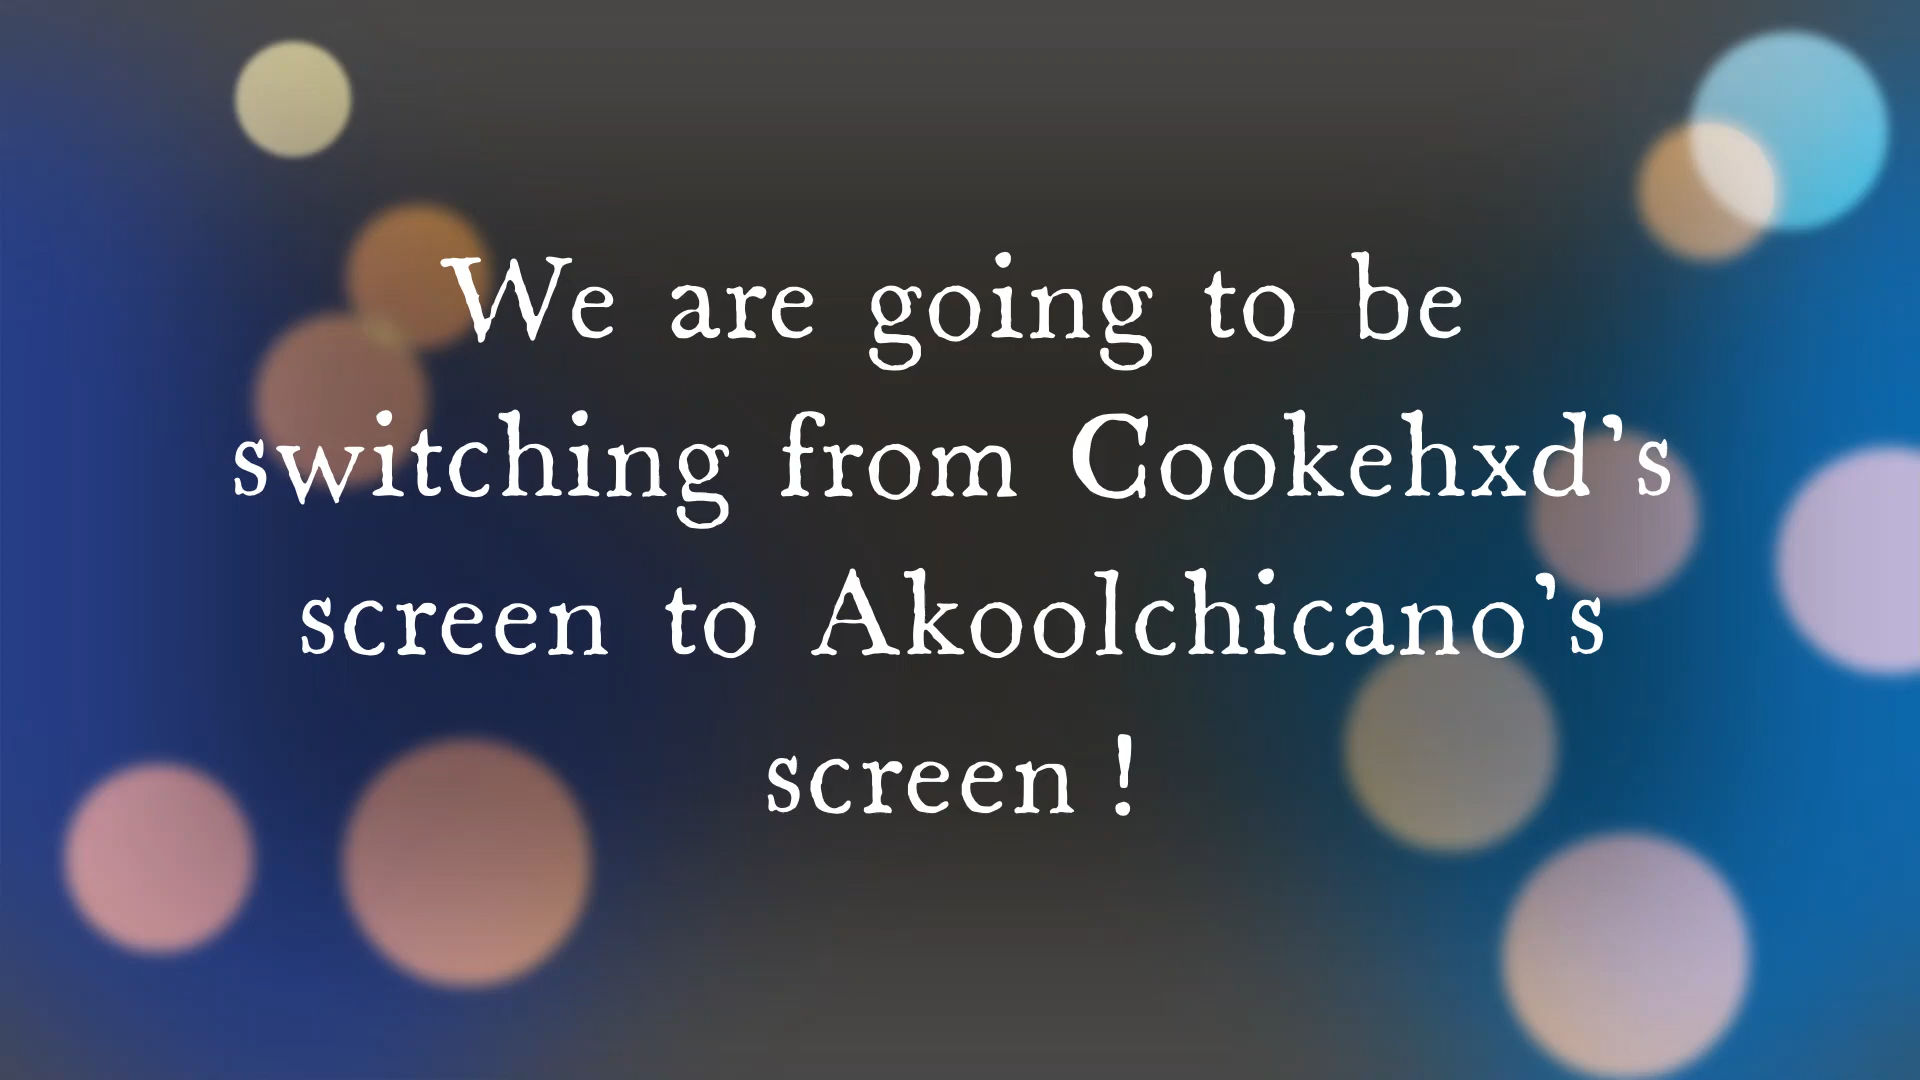 We are going to be
switching from Cookehxd’s
screen to Akoolchicano’s
screen !